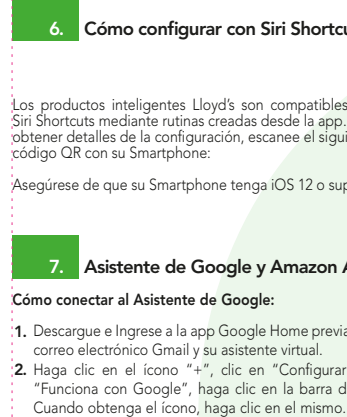 6. Cómo configurar con Siri Shortcu
Los productos inteligentes Lloyd's son compatibles
Siri Shortcuts mediante rutinas creadas desde la app.
obtener detalles de la configuración, escanee el sigui
código QR con su Smartphone:
Asegúrese de que su Smartphone tenga iOS 12 o sup
7. Asistente de Google y Amazon A
Cómo conectar al Asistente de Google:
1. Descargue e Ingrese a la app Google Home previa
correo electrónico Gmail y su asistente virtual.
2. Haga clic en el ícono "+", clic en "Configurar
"Funciona con Google", haga clic en la barra d
Cuando obtenga el ícono, haga clic en el mismo.